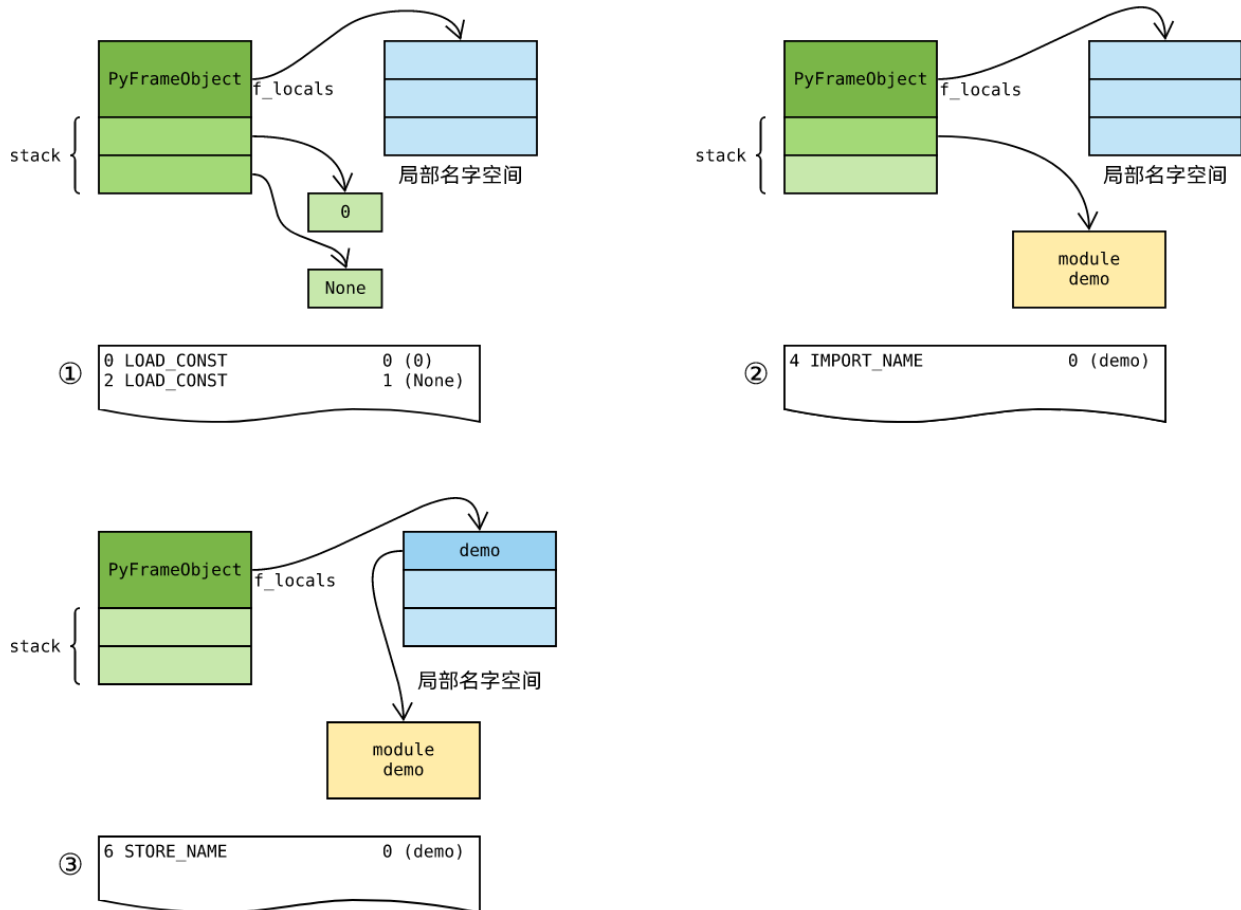 PyFrameObject
f_locals
stack
局部名字空间
0
None
①
0 LOAD_CONST 0 (0)
2 LOAD_CONST 1 (None)
PyFrameObject
f_locals
stack
局部名字空间
module
demo
②
4 IMPORT_NAME 0 (demo)
PyFrameObject
f_locals
demo
stack
局部名字空间
module
demo
③
6 STORE_NAME 0 (demo)